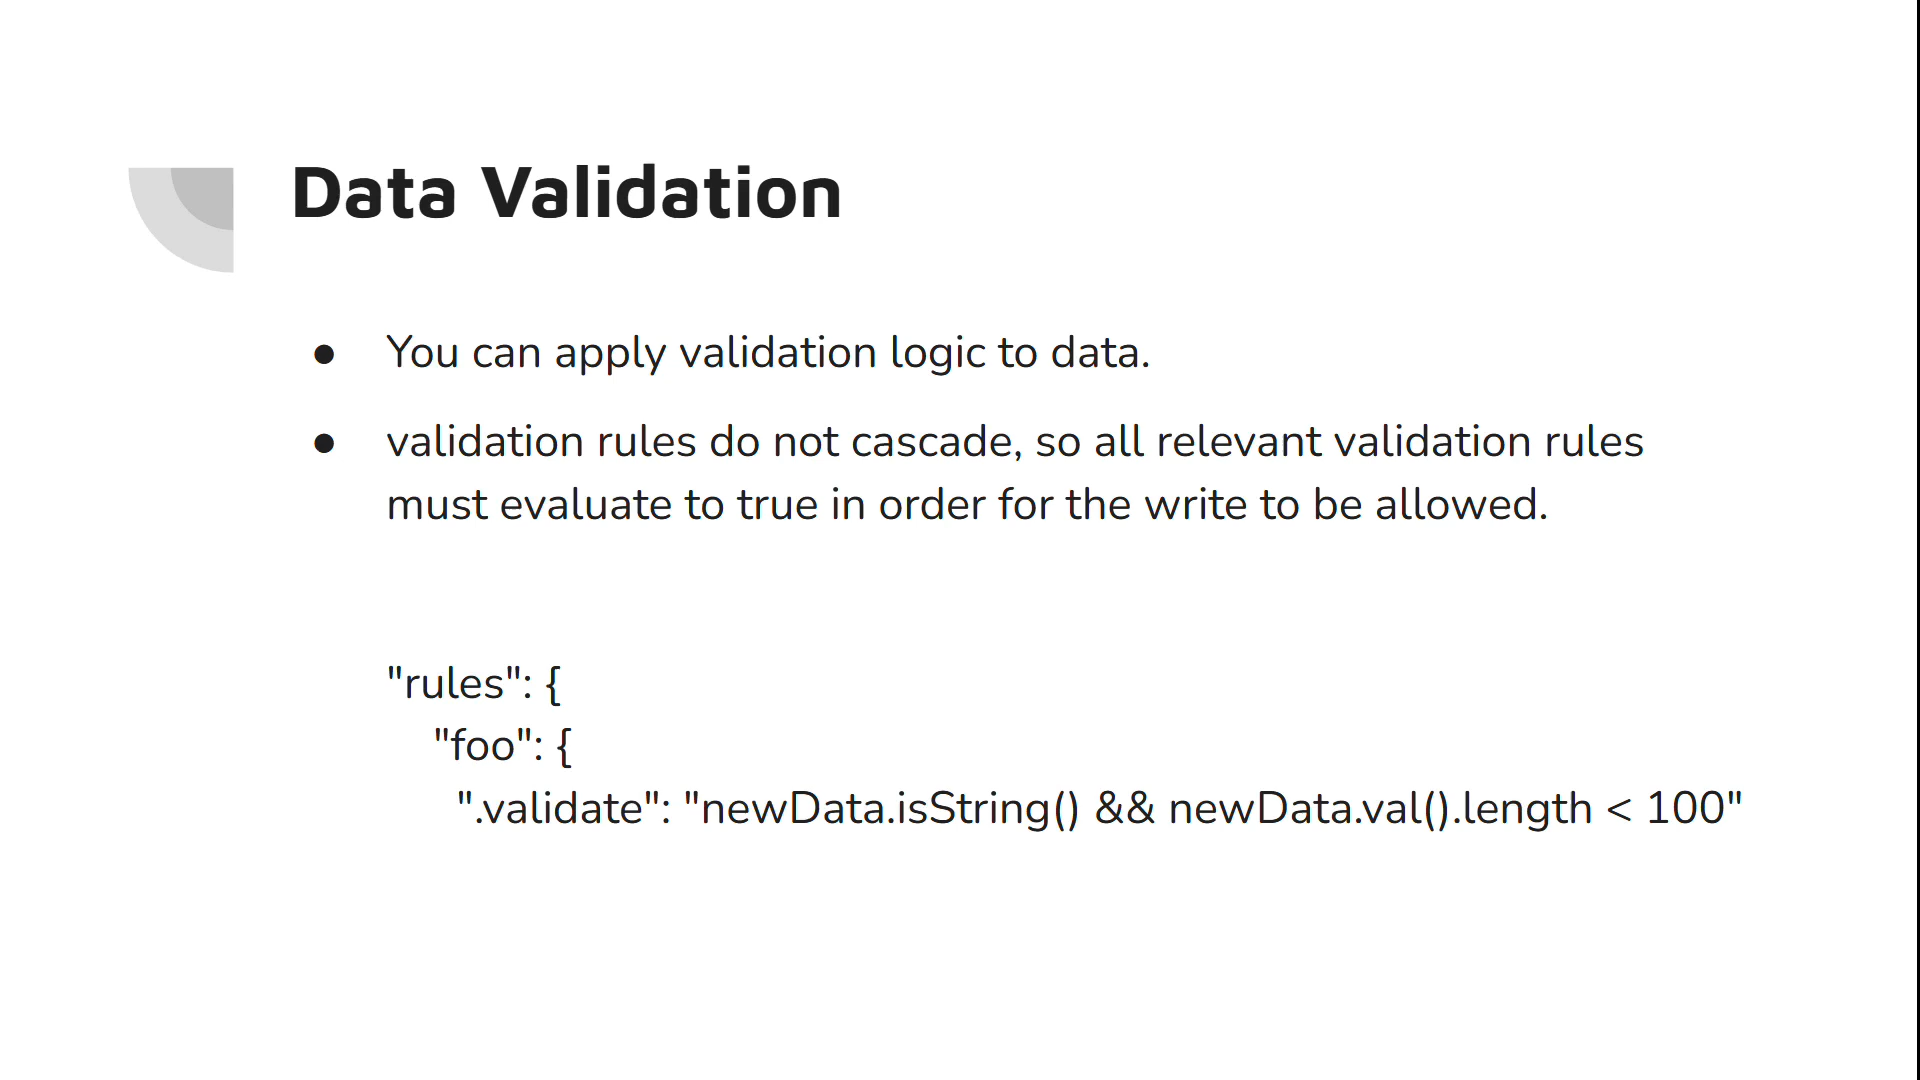 Data Validation
● You can apply validation logic to data.
● validation rules do not cascade, so all relevant validation rules
must evaluate to true in order for the write to be allowed.
"rules": {
"foo": {
".validate": "newData.isString() && newData.val().length < 100"